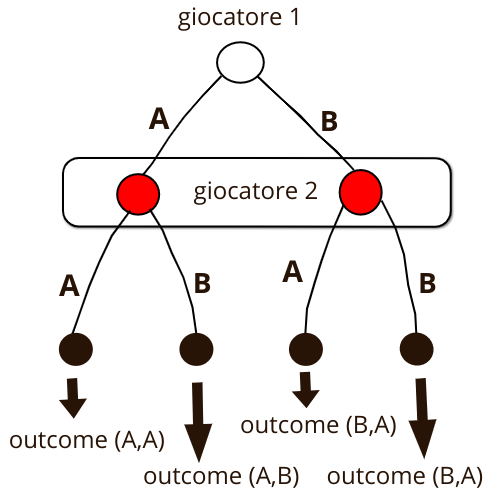 giocatore 1
A
B
giocatore 2
A
B
A
B
outcome (A,A)
outcome (B,A)
outcome (A,B)
outcome (B,A)